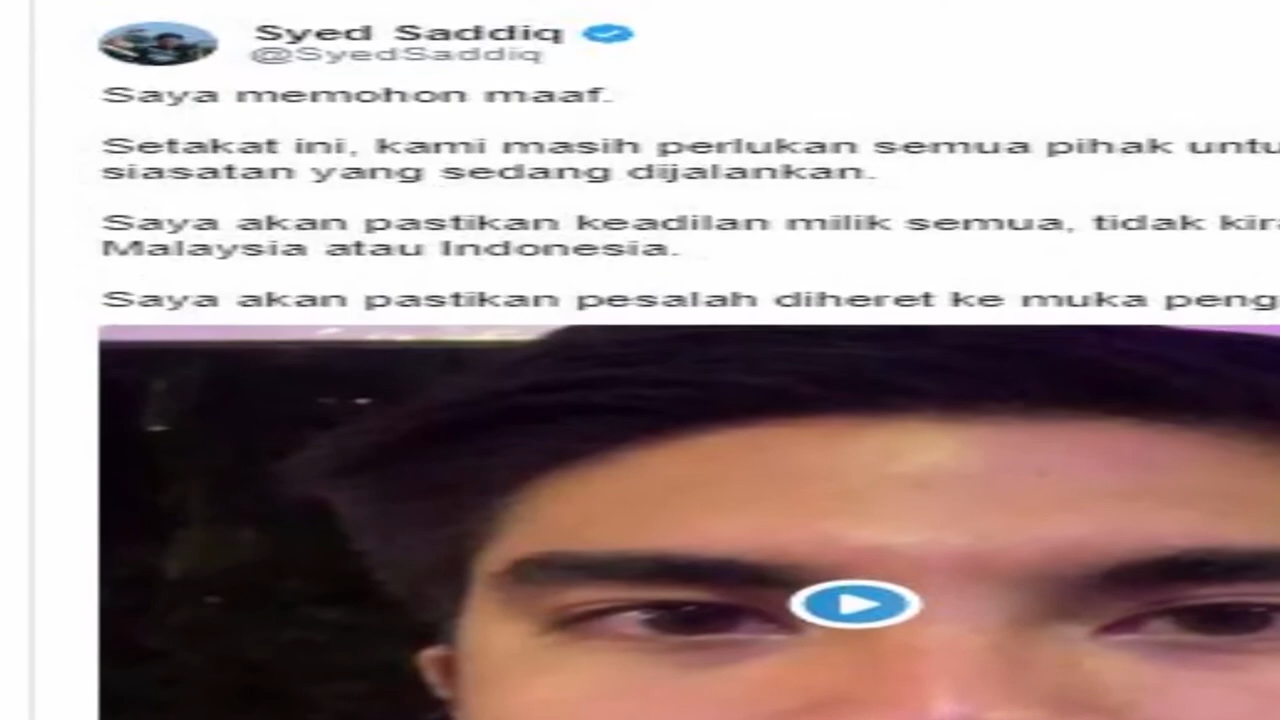 Syed Saddiq
@SyedSaddiq
Saya memohon maaf.
Setakat ini, kami masih perlukan semua pihak
siasatan yang sedang dijalankan.
Saya akan pastikan keadilan milik semua, tidak
Malaysia atau Indonesia.
Saya akan pastikan pesalah diheret ke muka